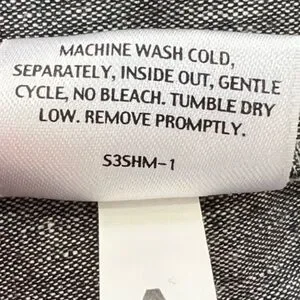 MACHINE WASH COLD,
SEPARATELY, INSIDE OUT, GENTLE
CYCLE, NO BLEACH. TUMBLE DRY
LOW. REMOVE PROMPTLY.
S3SHM-1